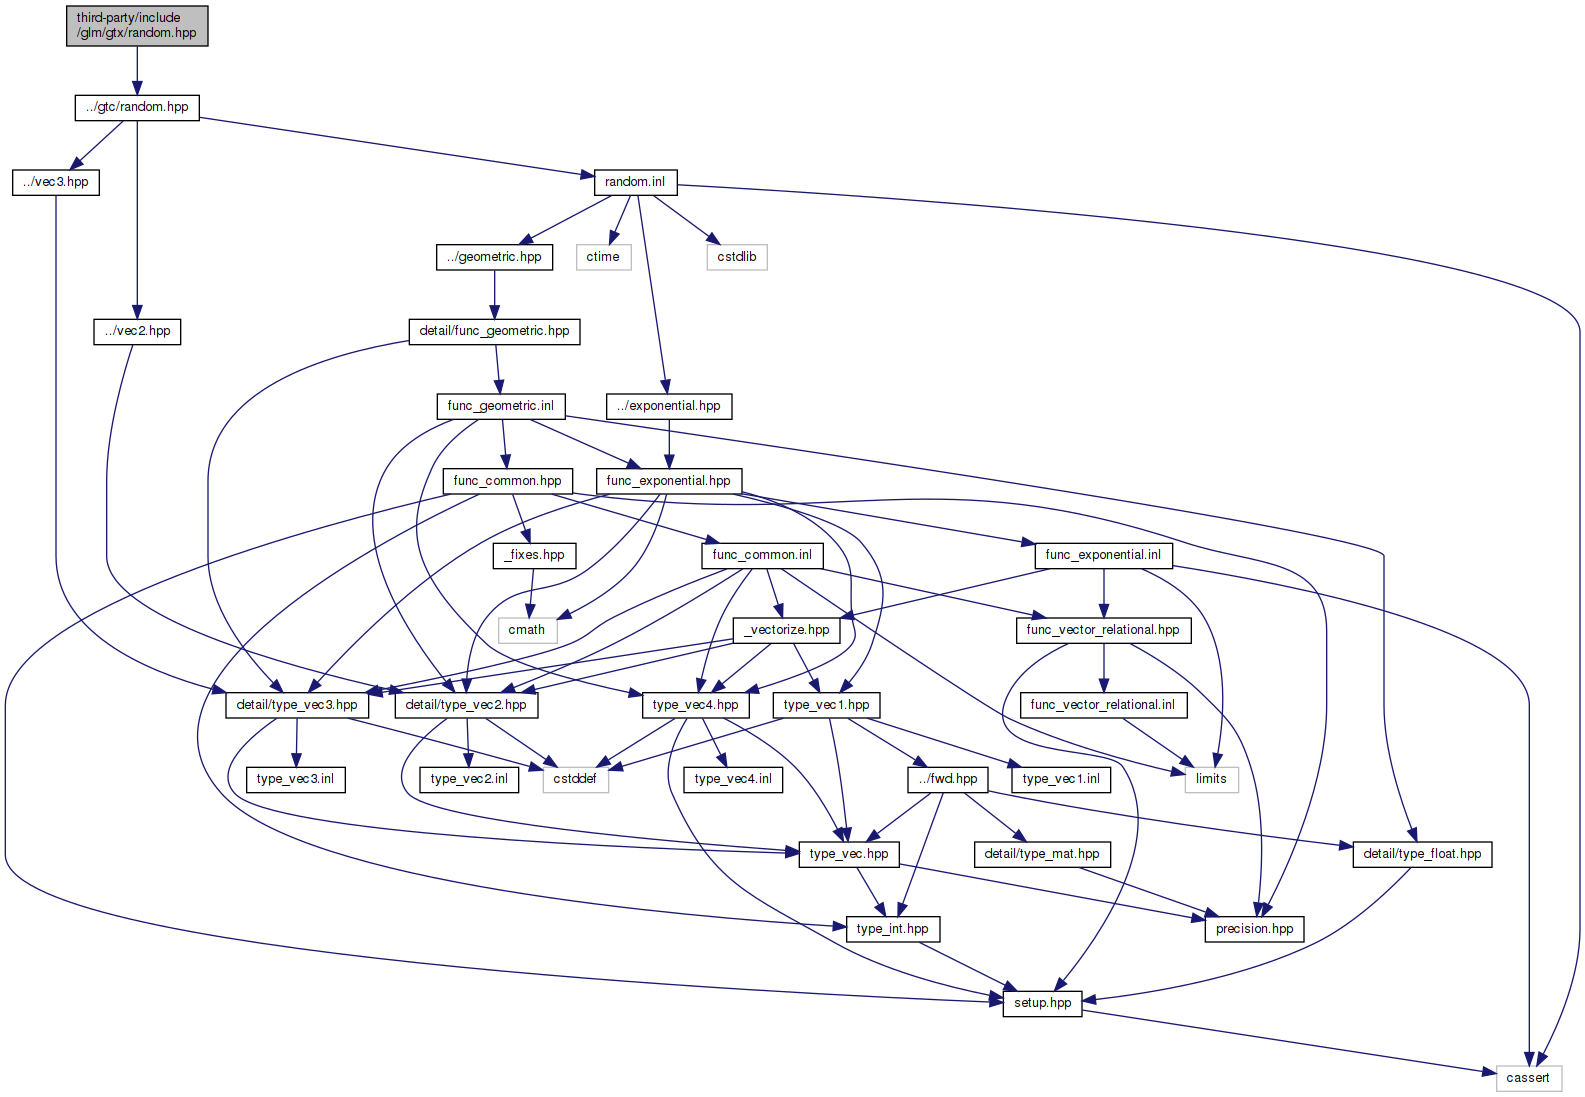 third-party/include
/glm/gtx/random.hpp
../gtc/random.hpp
../vec3.hpp
random.inl
../geometric.hpp
ctime
cstdlib
../vec2.hpp
detail/func_geometric.hpp
func_geometric.inl
../exponential.hpp
func_common.hpp
func_exponential.hpp
_fixes.hpp
func_common.inl
func_exponential.inl
cmath
_vectorize.hpp
func_vector_relational.hpp
detail/type_vec3.hpp
detail/type_vec2.hpp
type_vec4.hpp
type_vec1.hpp
func_vector_relational.inl
type_vec3.inl
type_vec2.inl
cstddef
type_vec4.inl
../fwd.hpp
type_vec1.inl
limits
type_vec.hpp
detail/type_mat.hpp
detail/type_float.hpp
type_int.hpp
precision.hpp
setup.hpp
cassert